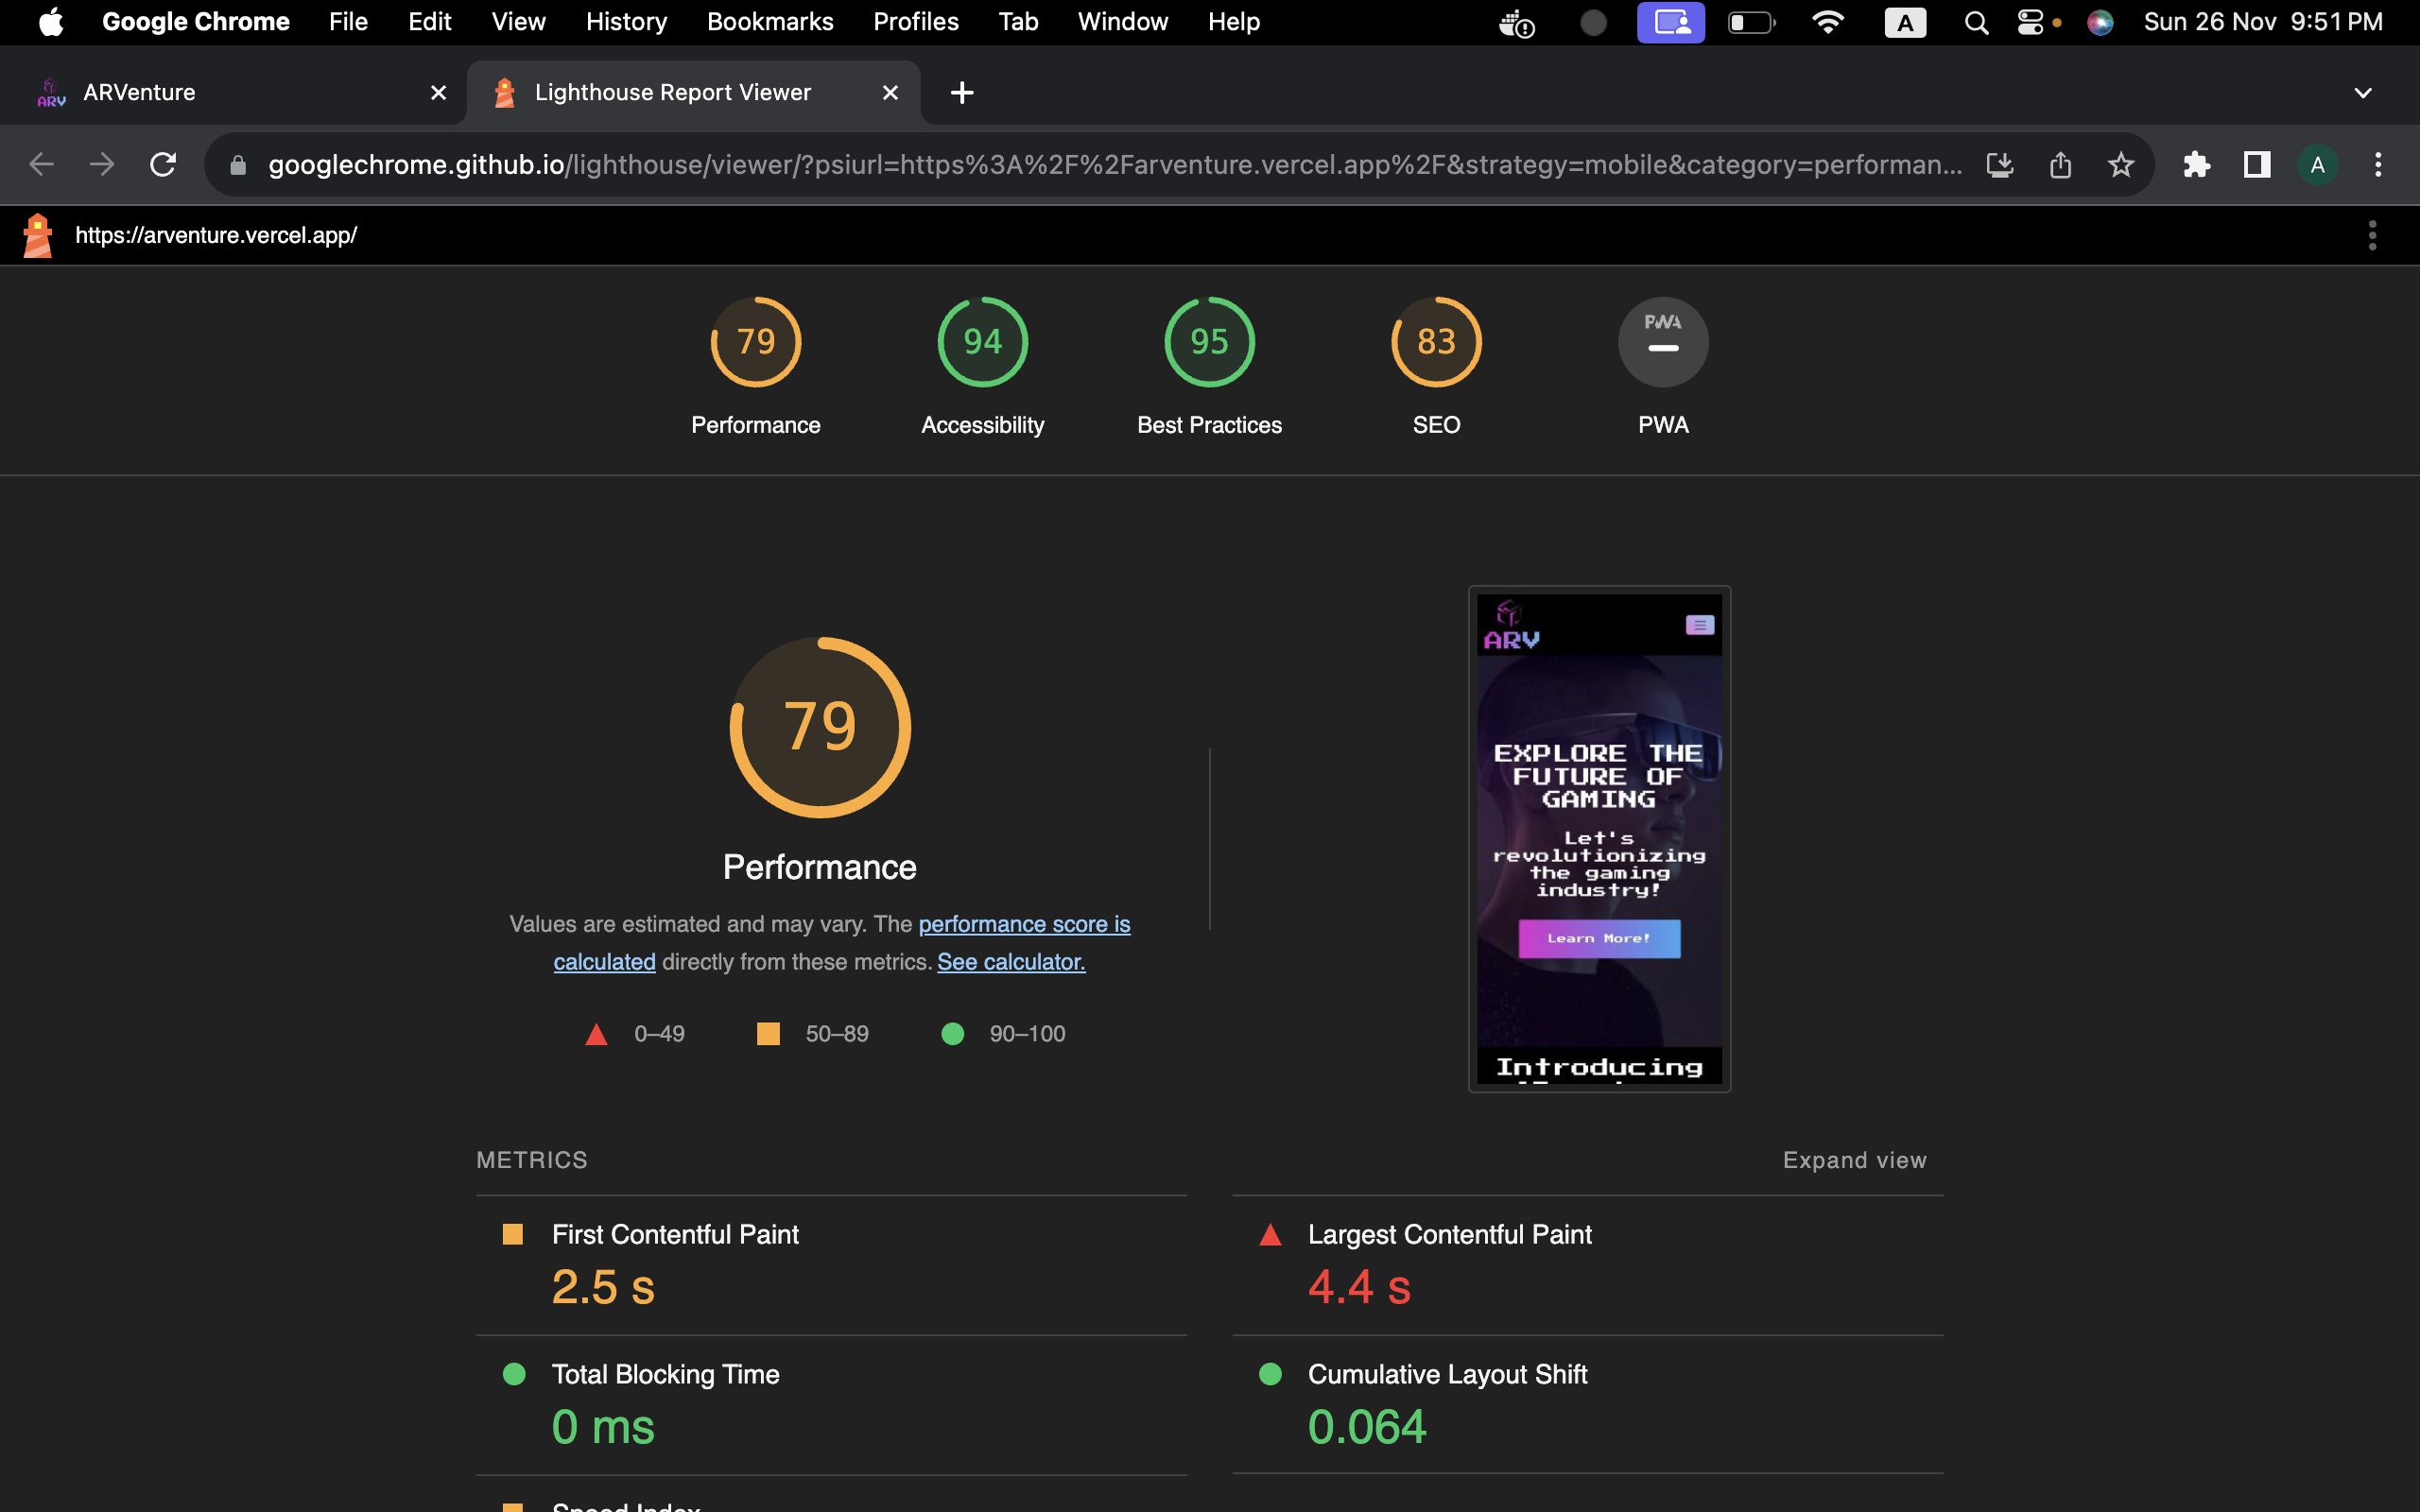 Google Chrome File Edit View History Bookmarks Profiles Tab Window Help A Sun 26 Nov 9:51 PM
ARV ARVenture Lighthouse Report Viewer
googlechrome.github.io/lighthouse/viewer/?psiurl=https%3A%2F%2Farventure.vercel.app%2F&strategy=mobile&category=performan... A
https://arventure.vercel.app/
79 94 95 83 PWA
Performance Accessibility Best Practices SEO PWA
79
Performance
Values are estimated and may vary. The performance score is
calculated directly from these metrics. See calculator.
0–49 50–89 90–100
ARV
EXPLORE THE
FUTURE OF
GAMING
Let's
revolutionizing
the gaming
industry!
Learn More!
Introducing
METRICS
Expand view
First Contentful Paint
2.5 s
Largest Contentful Paint
4.4 s
Total Blocking Time
0 ms
Cumulative Layout Shift
0.064
Speed Index